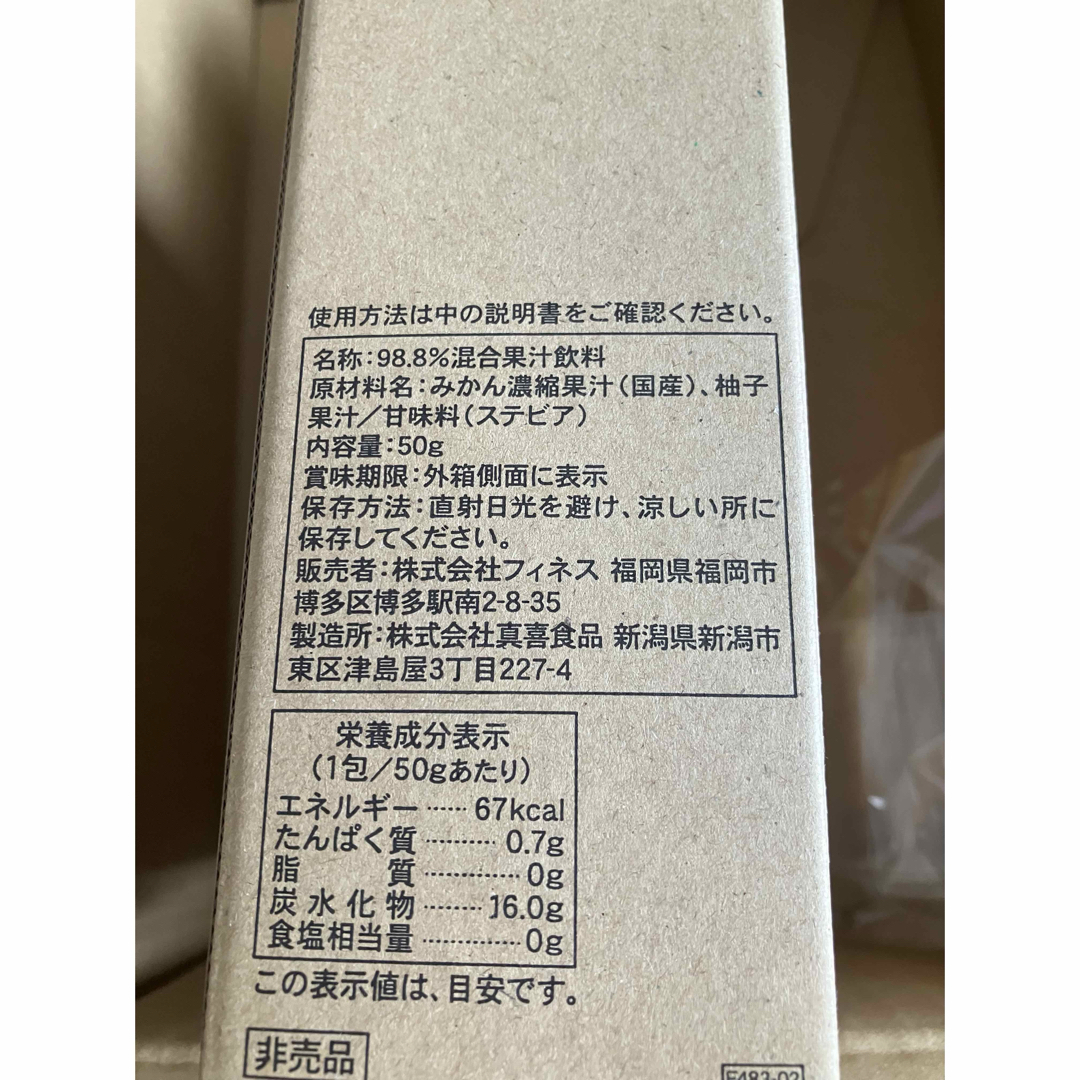 使用方法は中の説明書をご確認ください。
名称:98.8%混合果汁飲料
原材料名:みかん濃縮果汁(国産)、柚子
果汁/甘味料(ステビア)
内容量:50g
賞味期限:外箱側面に表示
保存方法:直射日光を避け、涼しい所に
保存してください。
販売者:株式会社フィネス 福岡県福岡市
博多区博多駅南2-8-35
製造所:株式会社真喜食品 新潟県新潟市
東区津島屋3丁目227-4
栄養成分表示
(1包/50gあたり)
エネルギー……67kcal
たんぱく質………0.7g
脂 質…………0g
炭水化物………16.0g
食塩相当量…………0g
この表示値は、目安です。
非売品
F483-02